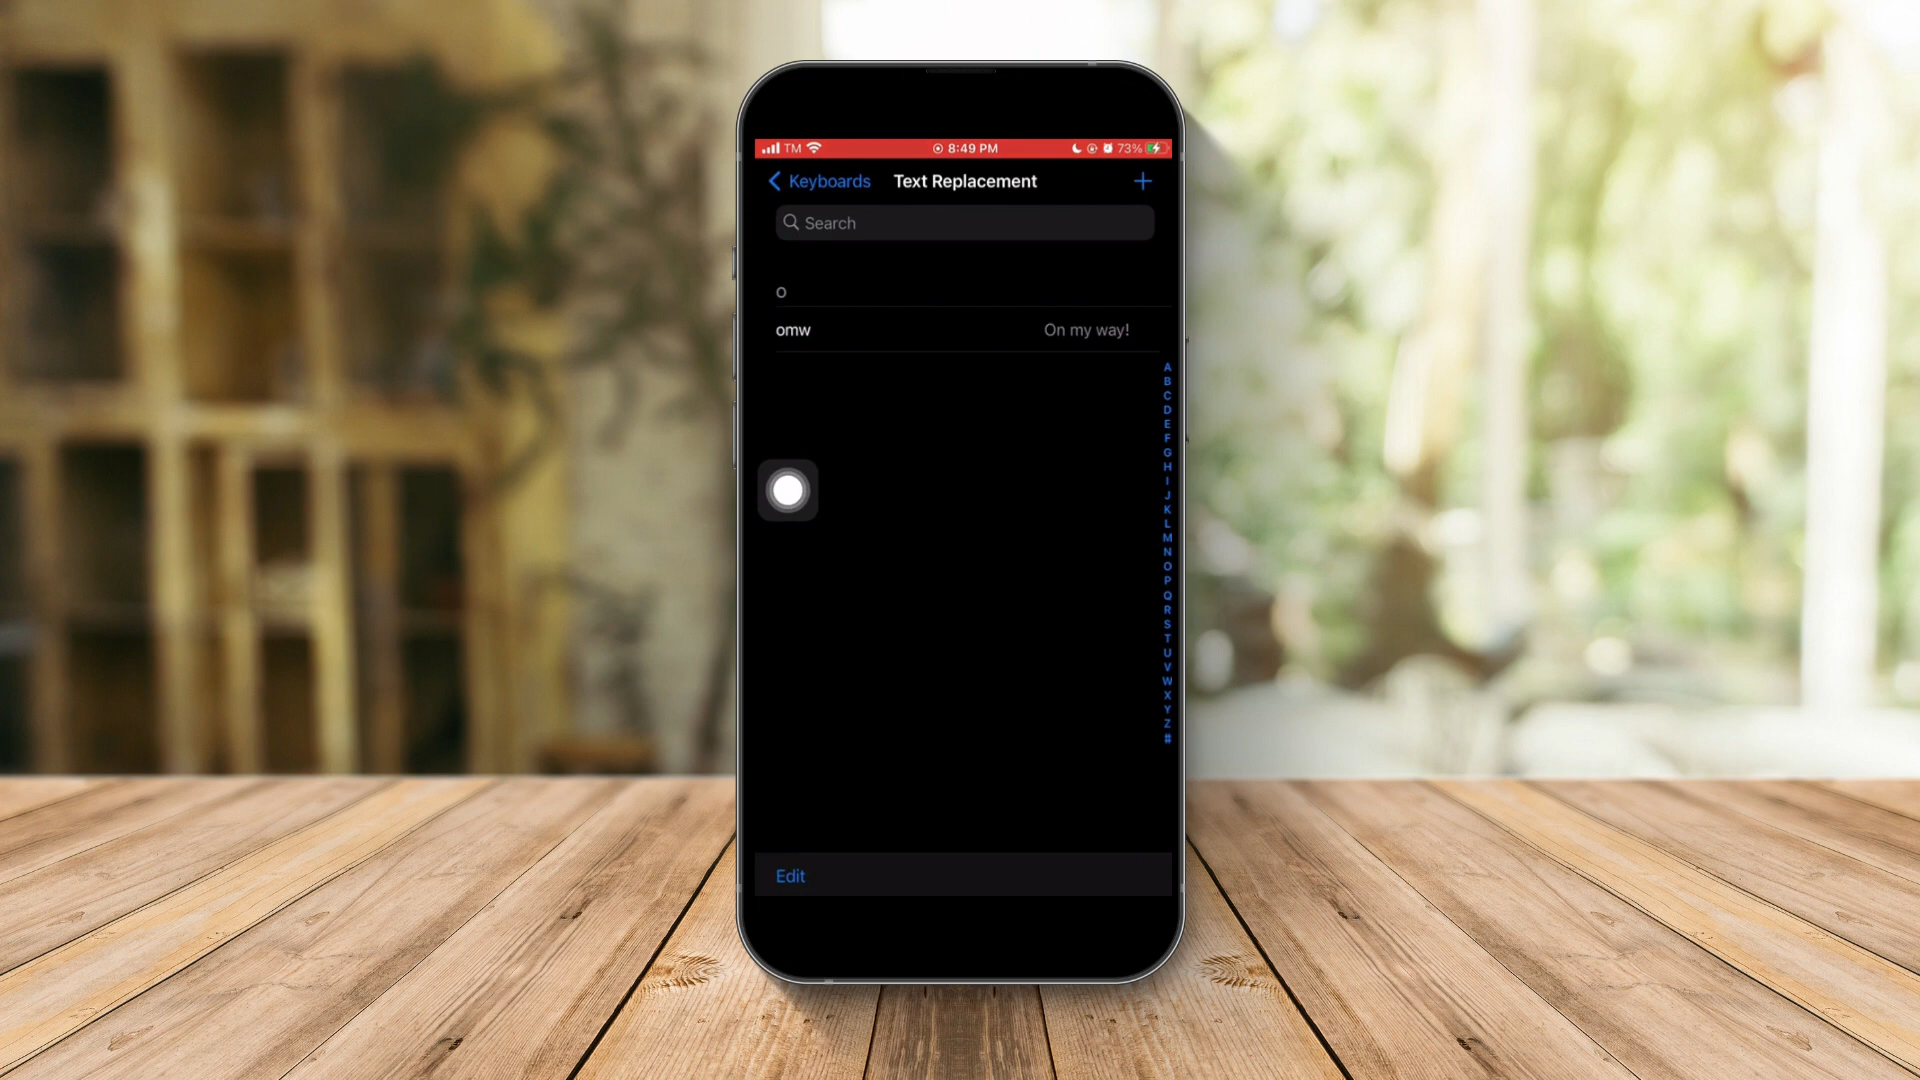 TM 8:49 PM 73%
Keyboards Text Replacement +
Search
O
omw On my way!
A
B
C
D
E
F
G
H
I
J
K
L
M
N
O
P
Q
R
S
T
U
V
W
X
Y
Z
#
Edit